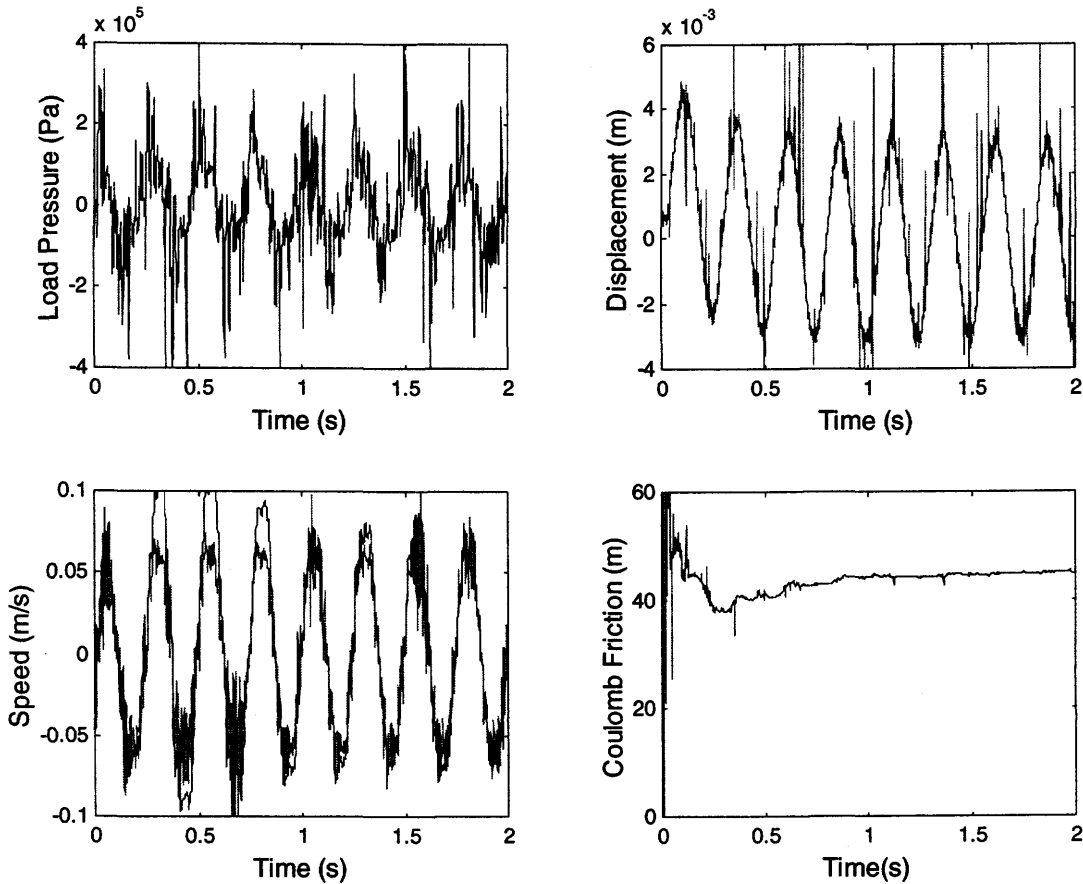 x 10⁵
4
2
0
-2
-4
Load Pressure (Pa)
0 0.5 1 1.5 2
Time (s)
x 10⁻³
6
4
2
0
-2
-4
Displacement (m)
0 0.5 1 1.5 2
Time (s)
0.1
0.05
0
-0.05
-0.1
Speed (m/s)
0 0.5 1 1.5 2
Time (s)
60
40
20
0
Coulomb Friction (m)
0 0.5 1 1.5 2
Time(s)